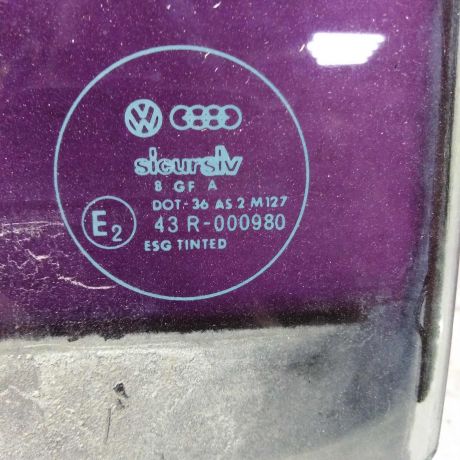 sicursiv
8 GF A
DOT-36 AS 2 M127
E2 43 R-000980
ESG TINTED